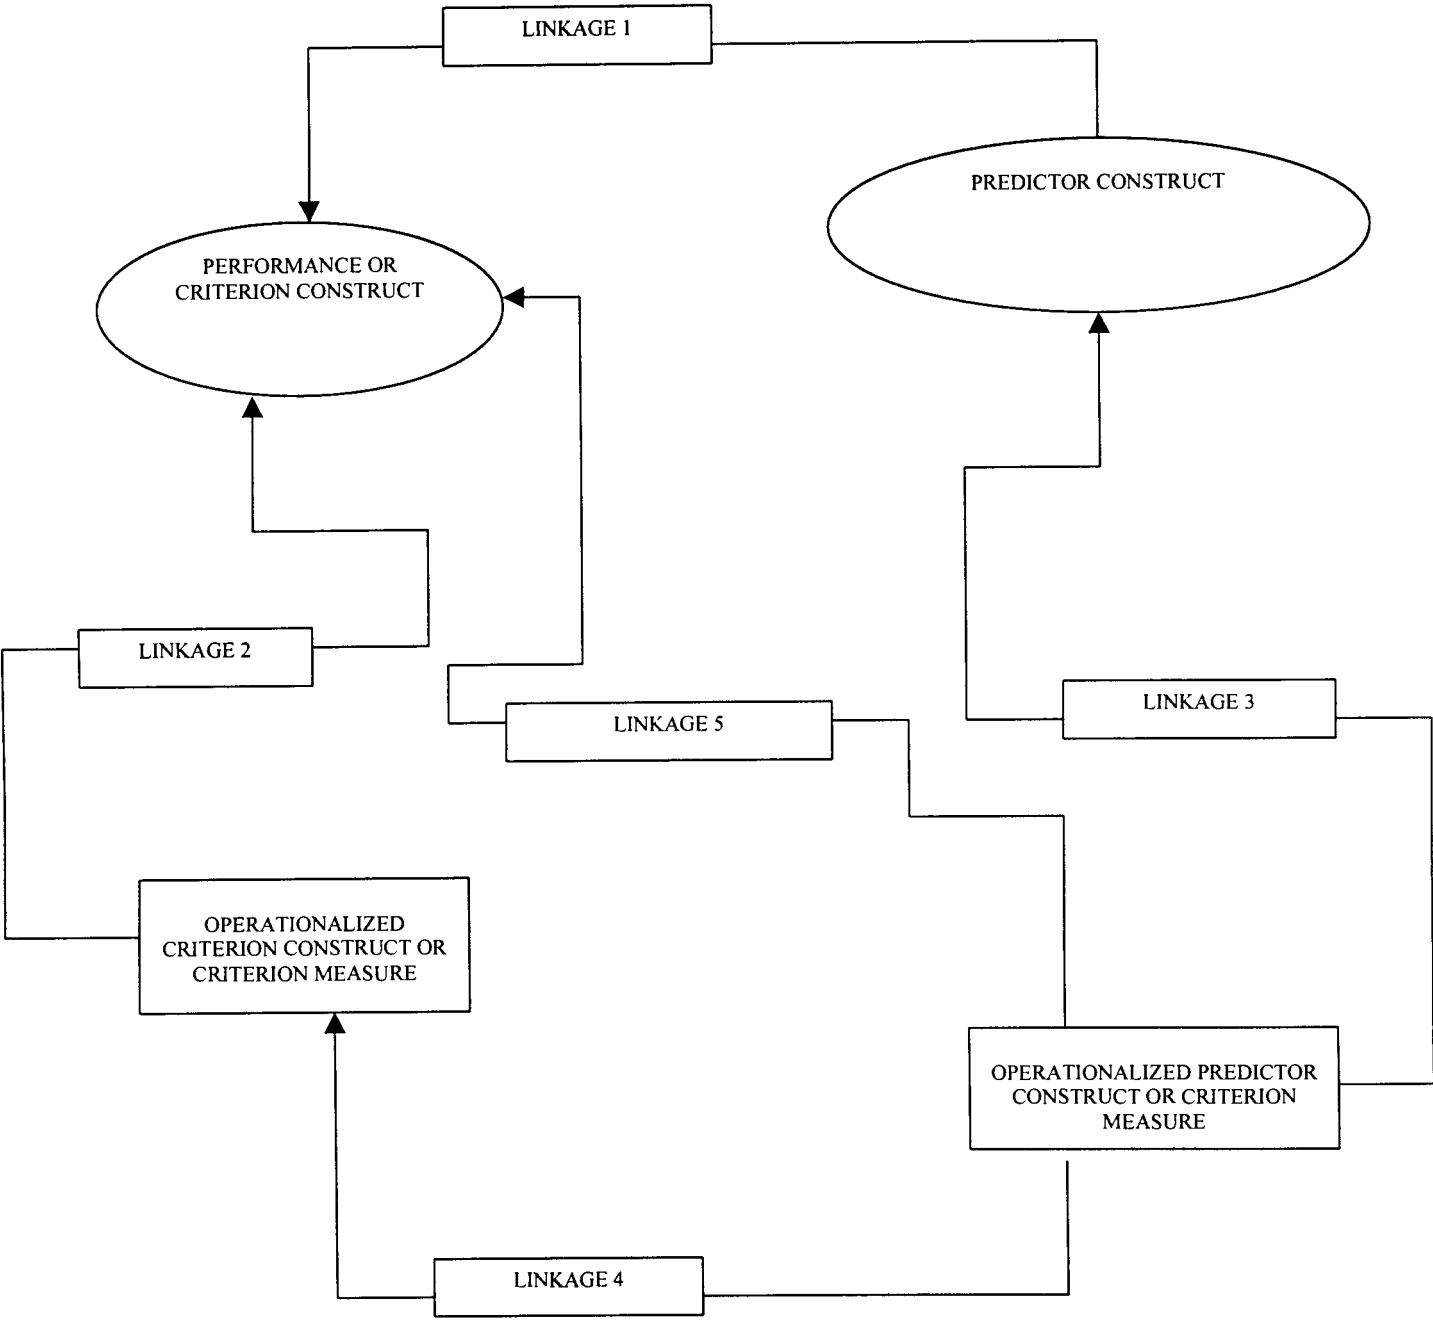 LINKAGE 1
PREDICTOR CONSTRUCT
PERFORMANCE OR
CRITERION CONSTRUCT
LINKAGE 2
LINKAGE 5
LINKAGE 3
OPERATIONALIZED
CRITERION CONSTRUCT OR
CRITERION MEASURE
OPERATIONALIZED PREDICTOR
CONSTRUCT OR CRITERION
MEASURE
LINKAGE 4